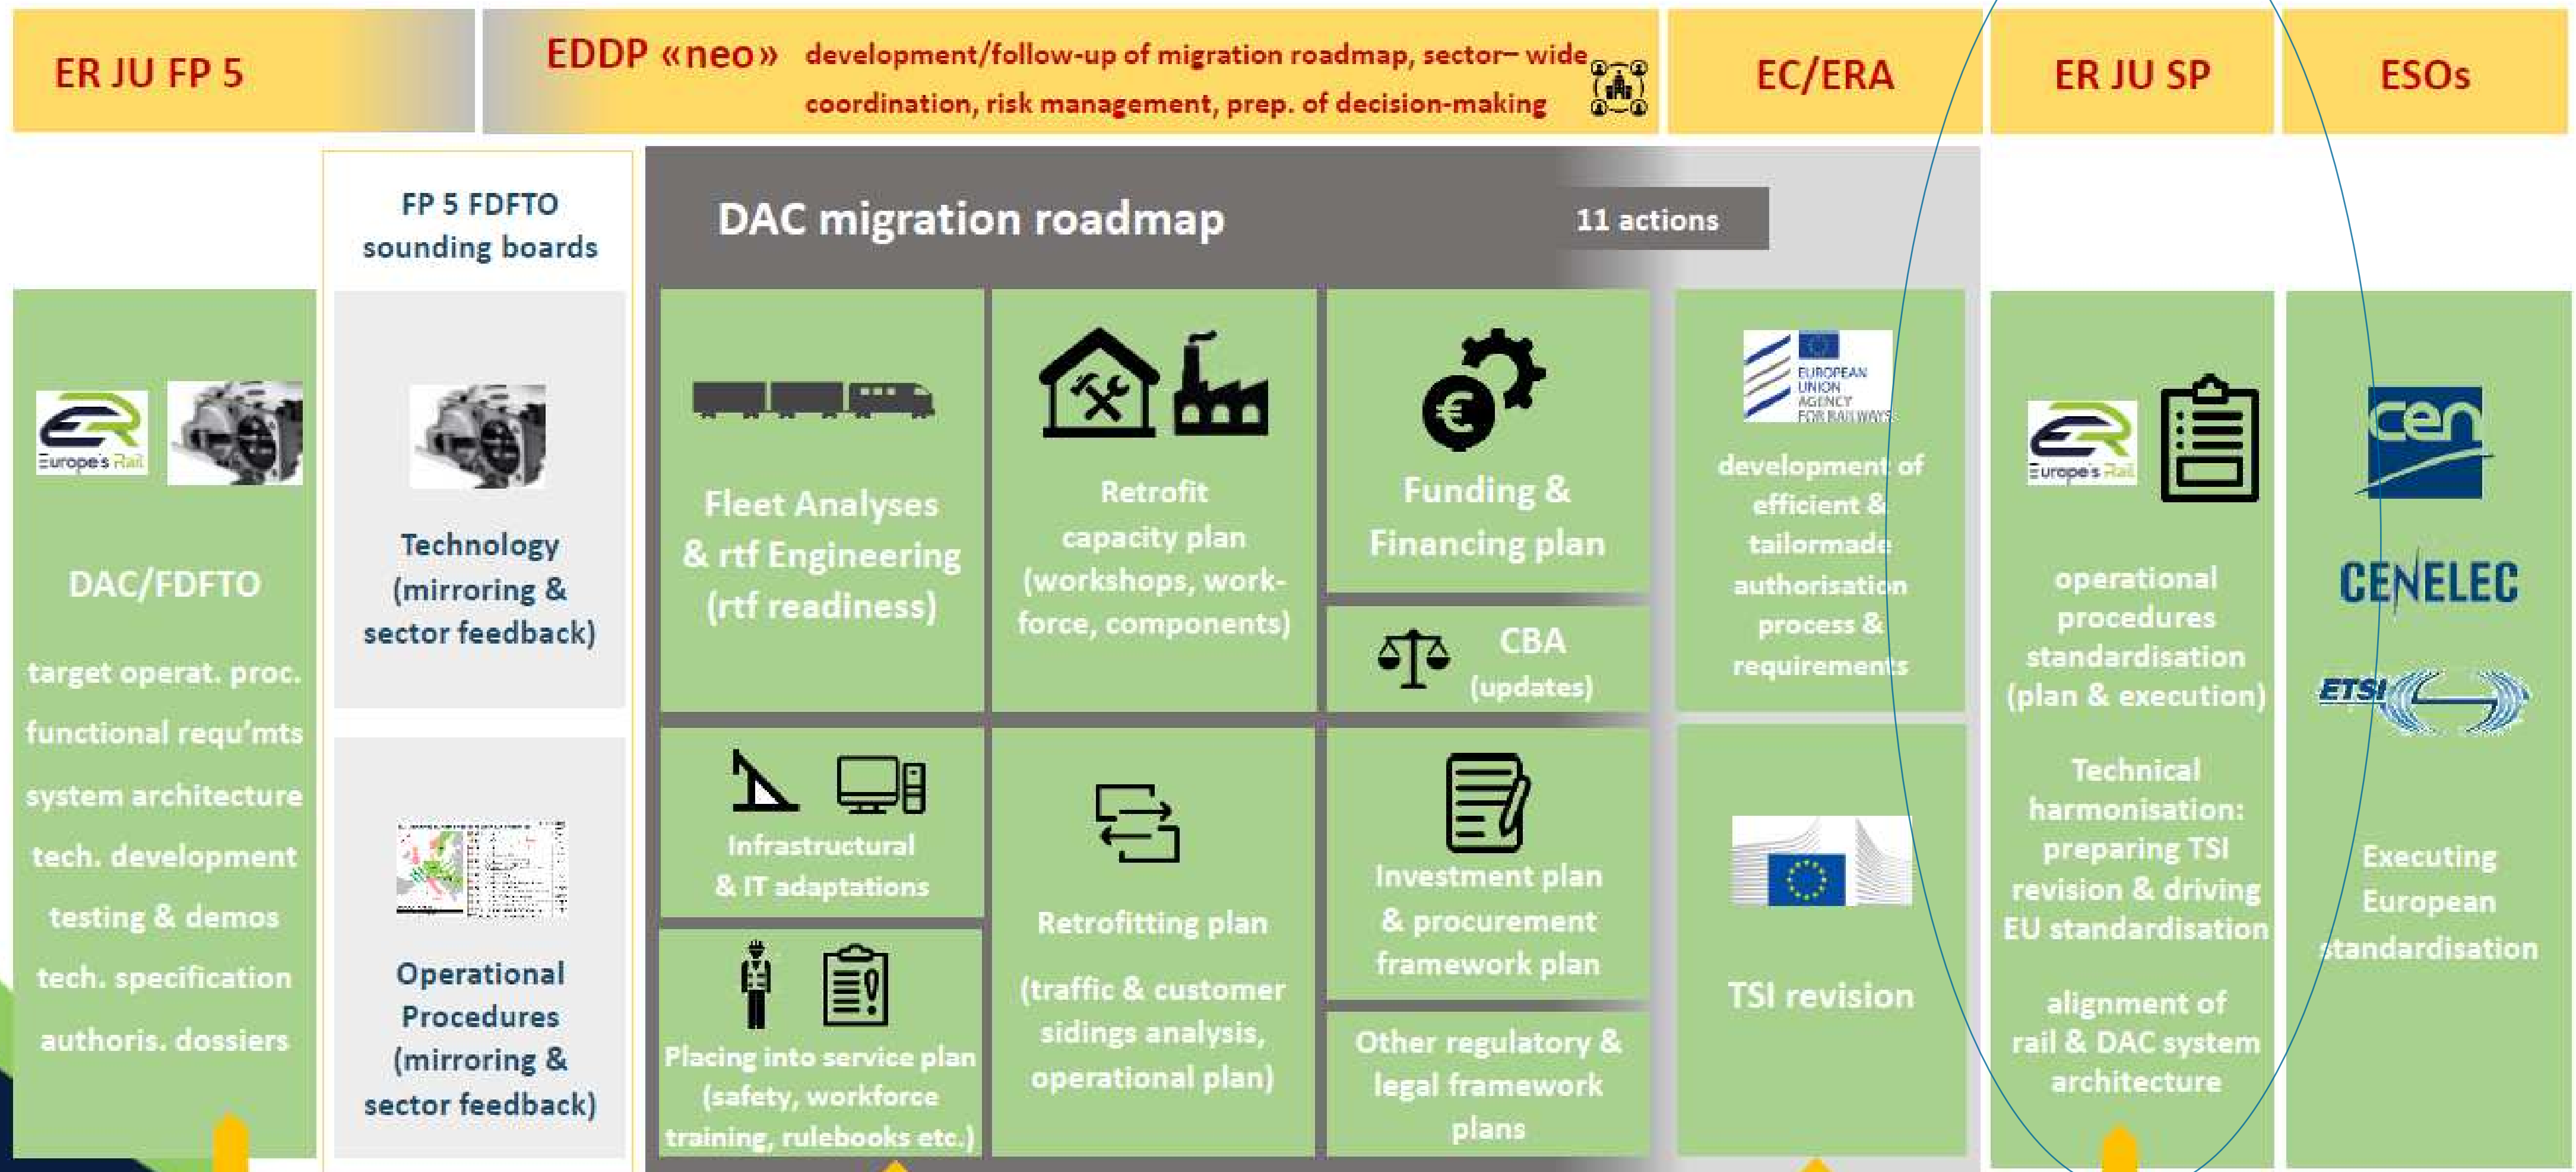 ER JU FP 5
EDDP «neo» development/follow-up of migration roadmap, sector– wide
coordination, risk management, prep. of decision-making
EC/ERA
ER JU SP
ESOs
FP 5 FDFTO
sounding boards
DAC migration roadmap
11 actions
Europe's Rail
DAC/FDFTO
target operat. proc.
functional requ'mts
system architecture
tech. development
testing & demos
tech. specification
authoris. dossiers
Technology
(mirroring &
sector feedback)
Operational
Procedures
(mirroring &
sector feedback)
Fleet Analyses
& rtf Engineering
(rtf readiness)
Retrofit
capacity plan
(workshops, work-
force, components)
Funding &
Financing plan
CBA
(updates)
Infrastructural
& IT adaptations
Placing into service plan
(safety, workforce
training, rulebooks etc.)
Retrofitting plan
(traffic & customer
sidings analysis,
operational plan)
Investment plan
& procurement
framework plan
Other regulatory &
legal framework
plans
EUROPEAN
UNION
AGENCY
FOR RAILWAYS
development of
efficient &
tailormade
authorisation
process &
requirements
TSI revision
Europe's Rail
operational
procedures
standardisation
(plan & execution)
Technical
harmonisation:
preparing TSI
revision & driving
EU standardisation
alignment of
rail & DAC system
architecture
cen
CENELEC
ETSI
Executing
European
standardisation